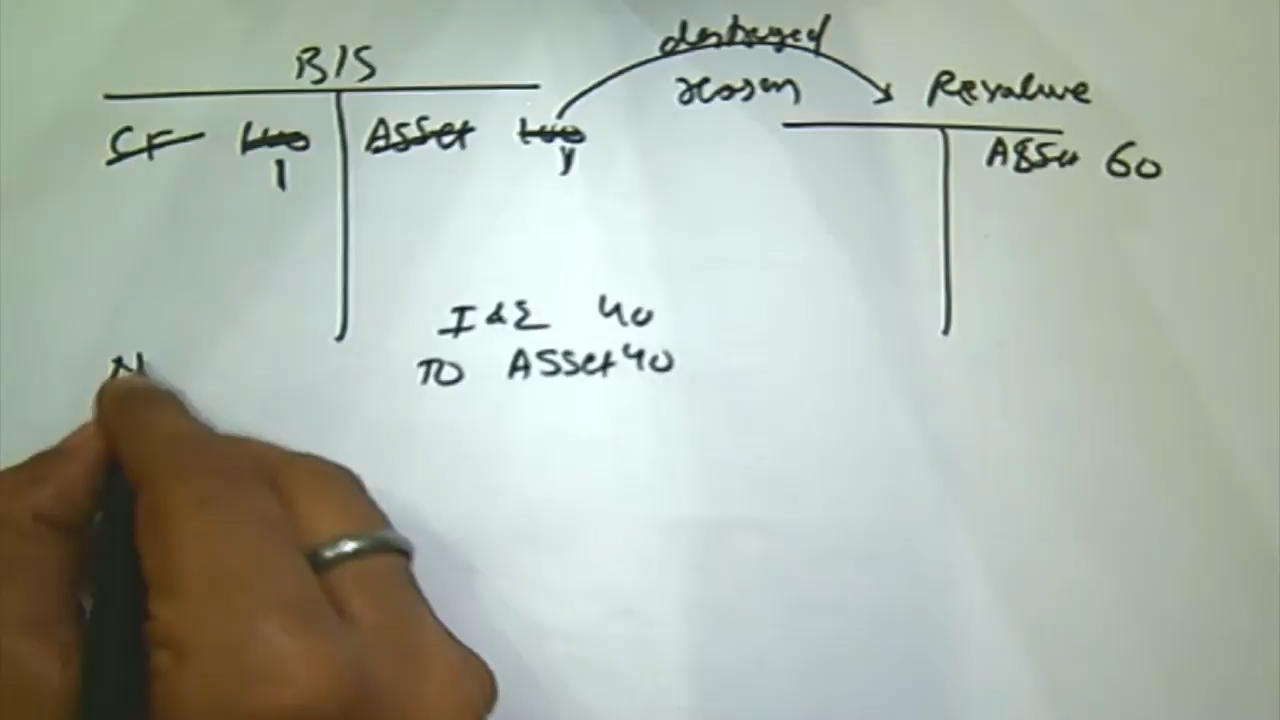 B/S
destroyed
reason
Revalue
CF 100
Asset 100
1
y
Asset 60
I & E 40
TO Asset 40
N